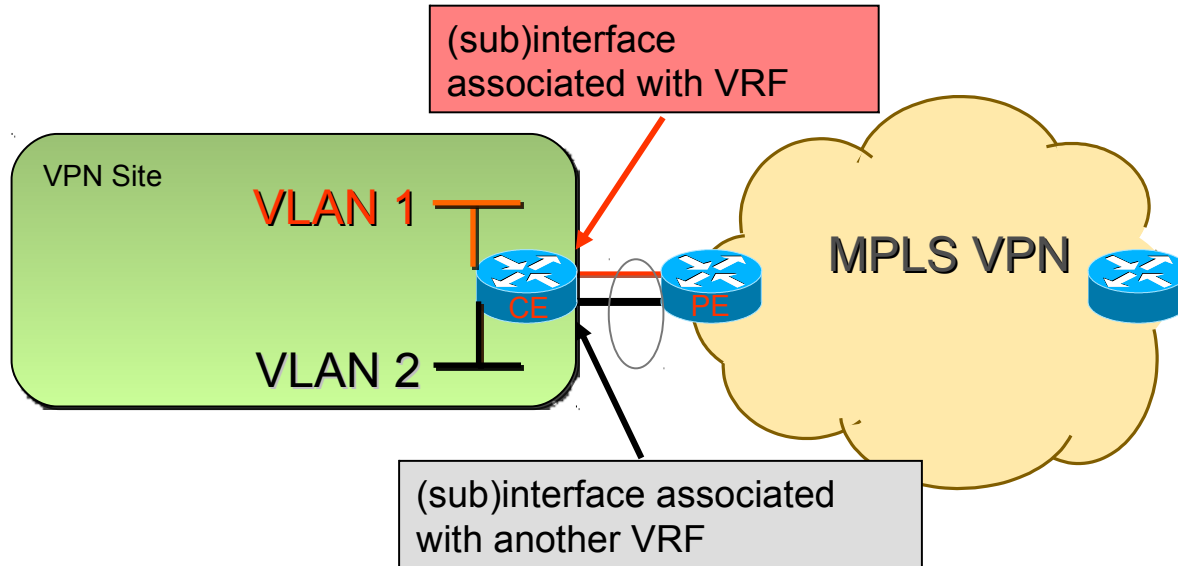 (sub)interface
associated with VRF
VPN Site
VLAN 1
MPLS VPN
CE
PE
VLAN 2
(sub)interface associated
with another VRF